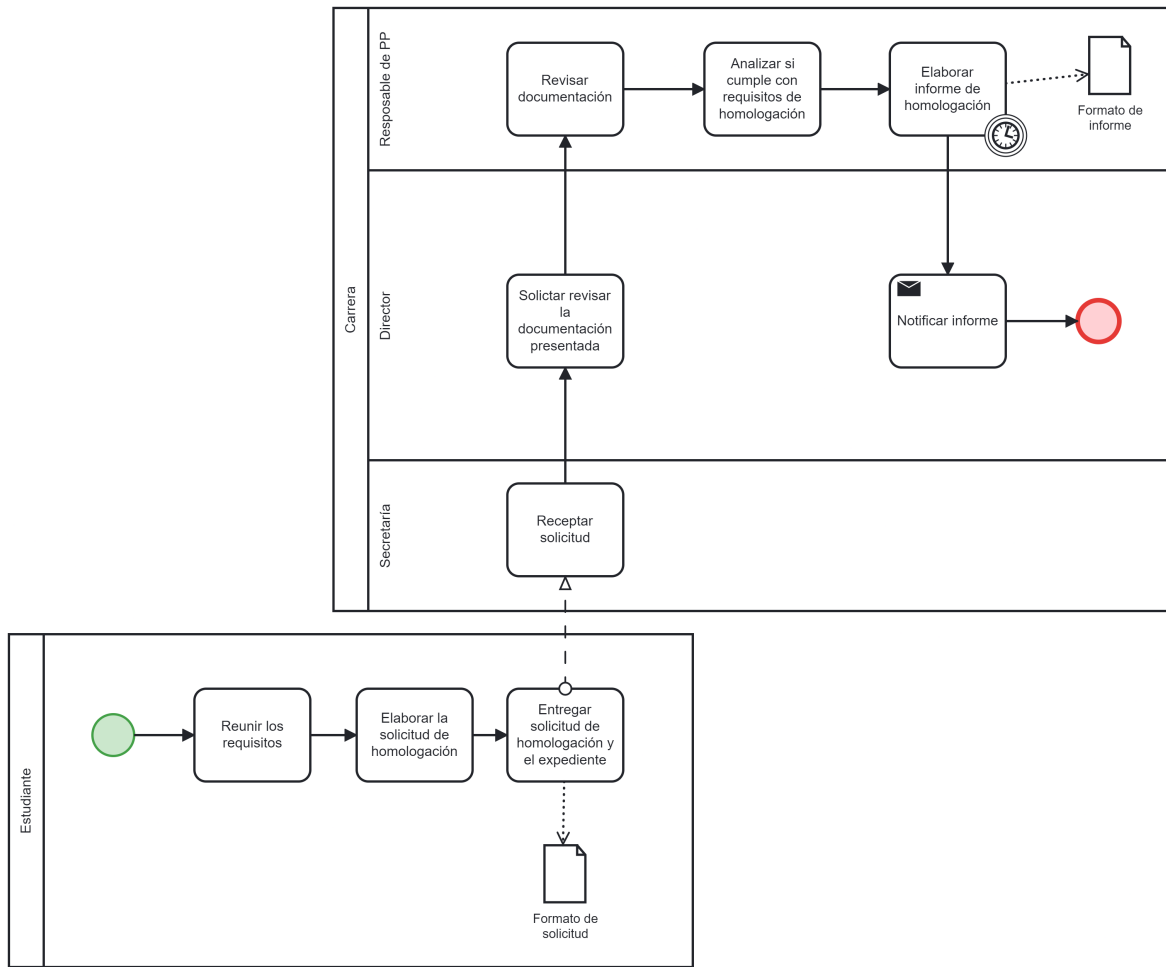 Carrera
Resposable de PP
Revisar
documentación
Analizar si
cumple con
requisitos de
homologación
Elaborar
informe de
homologación
Formato de
informe
Director
Solictar revisar
la
documentación
presentada
Notificar informe
Secretaría
Receptar
solicitud
Estudiante
Reunir los
requisitos
Elaborar la
solicitud de
homologación
Entregar
solicitud de
homologación y
el expediente
Formato de
solicitud